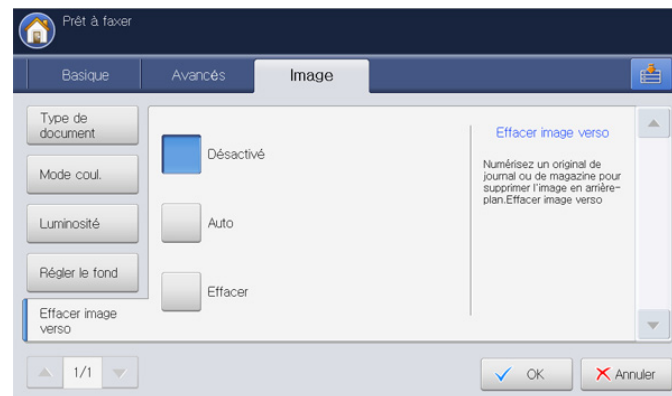 Prêt à faxer
Basique
Avancés
Image
Type de
document
Mode coul.
Luminosité
Régler le fond
Effacer image
verso
Désactivé
Auto
Effacer
Effacer image verso
Numérisez un original de
journal ou de magazine pour
supprimer l'image en arrière-
plan.Effacer image verso
1/1
OK
Annuler